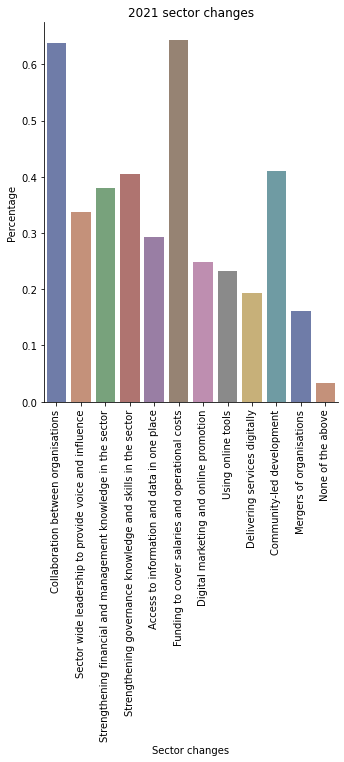 2021 sector changes
Percentage
0.6
0.5
0.4
0.3
0.2
0.1
0.0
Collaboration between organisations
Sector wide leadership to provide voice and influence
Strengthening financial and management knowledge in the sector
Strengthening governance knowledge and skills in the sector
Access to information and data in one place
Funding to cover salaries and operational costs
Digital marketing and online promotion
Using online tools
Delivering services digitally
Community-led development
Mergers of organisations
None of the above
Sector changes